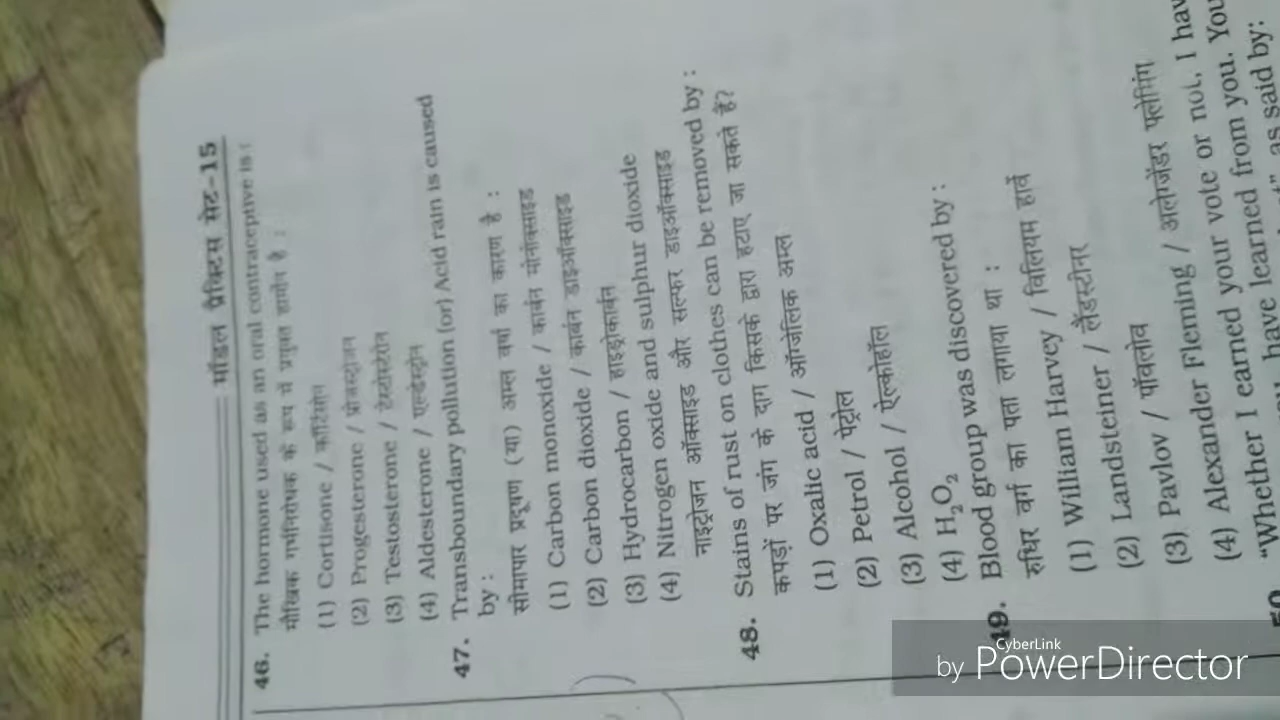 मॉडल प्रैक्टिस सेट-15
46. The hormone used as an oral contraceptive is :
मौखिक गर्भनिरोधक के रूप में प्रयुक्त हार्मोन है :
(1) Cortisone / कॉर्टिसोन
(2) Progesterone / प्रोजेस्ट्रोजन
(3) Testosterone / टेस्टोस्टेरोन
(4) Aldesterone / एल्डेस्ट्रोन
47. Transboundary pollution (or) Acid rain is caused
by :
सीमापार प्रदूषण (या) अम्ल वर्षा का कारण है :
(1) Carbon monoxide / कार्बन मोनॉक्साइड
(2) Carbon dioxide / कार्बन डाइऑक्साइड
(3) Hydrocarbon / हाइड्रोकार्बन
(4) Nitrogen oxide and sulphur dioxide
नाइट्रोजन ऑक्साइड और सल्फर डाइऑक्साइड
48. Stains of rust on clothes can be removed by :
कपड़ों पर जंग के दाग किसके द्वारा हटाए जा सकते हैं?
(1) Oxalic acid / ऑग्जेलिक अम्ल
(2) Petrol / पेट्रोल
(3) Alcohol / ऐल्कोहॉल
(4) H₂O₂
49. Blood group was discovered by :
रुधिर वर्ग का पता लगाया था :
(1) William Harvey / विलियम हार्वे
(2) Landsteiner / लैंडस्टीनर
(3) Pavlov / पॉवलोव
(4) Alexander Fleming / अलेग्जेंडर फ्लेमिंग
50. "Whether I earned your vote or not, I have
learned from you. You
have as said by:
CyberLink
by PowerDirector